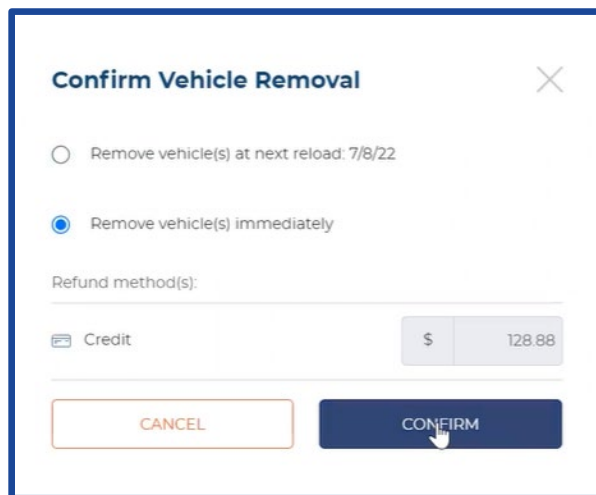 Confirm Vehicle Removal
Remove vehicle(s) at next reload: 7/8/22
Remove vehicle(s) immediately
Refund method(s):
Credit $ 128.88
CANCEL CONFIRM